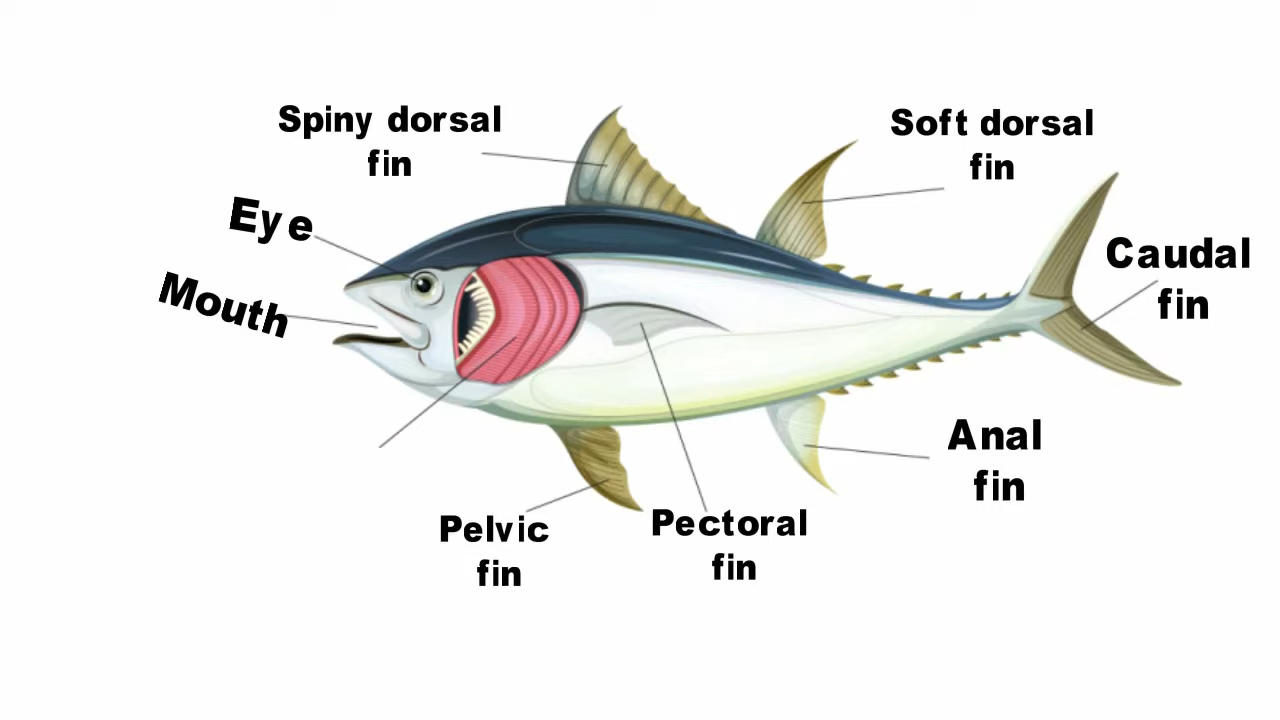 Spiny dorsal
fin
Soft dorsal
fin
Eye
Mouth
Caudal
fin
Anal
fin
Pelvic
fin
Pectoral
fin